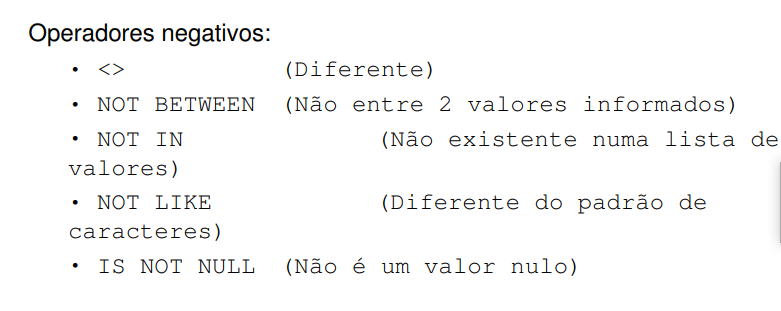 Operadores negativos:
• <> (Diferente)
• NOT BETWEEN (Não entre 2 valores informados)
• NOT IN (Não existente numa lista de
valores)
• NOT LIKE (Diferente do padrão de
caracteres)
• IS NOT NULL (Não é um valor nulo)